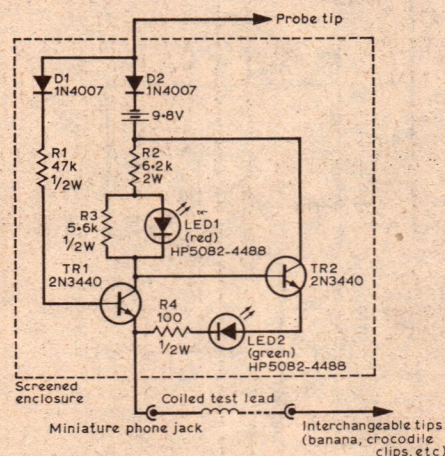 Probe tip
D1
1N4007
D2
1N4007
9·8V
R1
47k
1/2W
R2
6·2k
2W
R3
5·6k
1/2W
LED1
(red)
HP5082-4488
TR1
2N3440
TR2
2N3440
R4
100
1/2W
LED2
(green)
HP5082-4488
Screened
enclosure
Coiled test lead
Miniature phone jack
Interchangeable tips
(banana, crocodile
clips, etc)